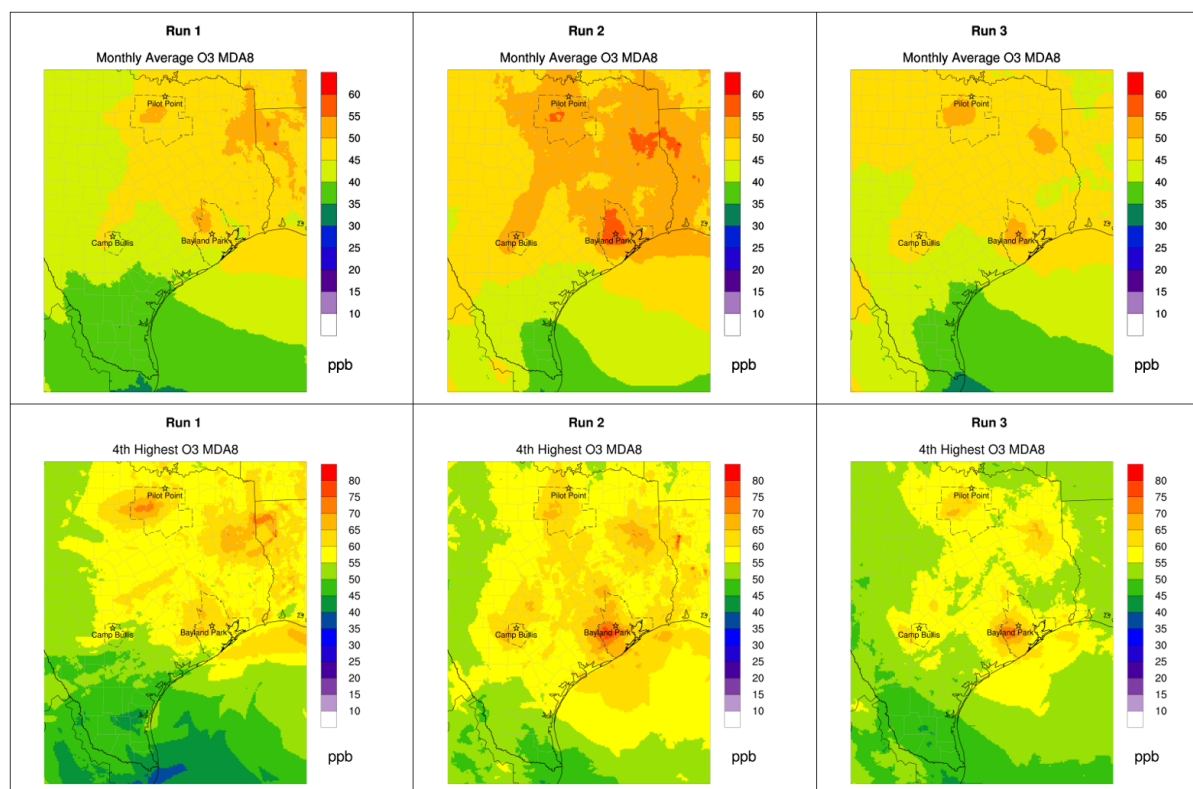 Run 1
Monthly Average O3 MDA8
Pilot Point
Camp Bullis
Bayland Park
60
55
50
45
40
35
30
25
20
15
10
ppb
Run 2
Monthly Average O3 MDA8
Pilot Point
Camp Bullis
Bayland Park
60
55
50
45
40
35
30
25
20
15
10
ppb
Run 3
Monthly Average O3 MDA8
Pilot Point
Camp Bullis
Bayland Park
60
55
50
45
40
35
30
25
20
15
10
ppb
Run 1
4th Highest O3 MDA8
Pilot Point
Camp Bullis
Bayland Park
80
75
70
65
60
55
50
45
40
35
30
25
20
15
10
ppb
Run 2
4th Highest O3 MDA8
Pilot Point
Camp Bullis
Bayland Park
80
75
70
65
60
55
50
45
40
35
30
25
20
15
10
ppb
Run 3
4th Highest O3 MDA8
Pilot Point
Camp Bullis
Bayland Park
80
75
70
65
60
55
50
45
40
35
30
25
20
15
10
ppb